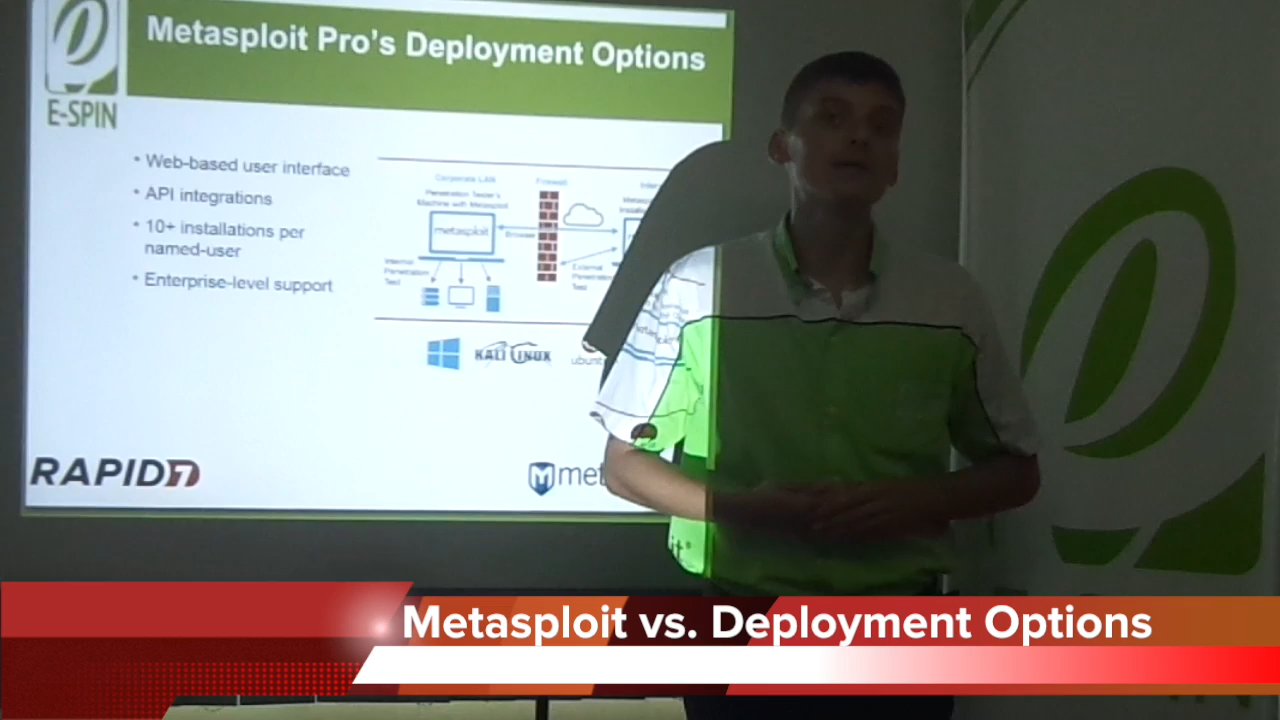 Metasploit Pro's Deployment Options
E-SPIN
• Web-based user interface
• API integrations
• 10+ installations per
named-user
• Enterprise-level support
Corporate LAN
Penetration Tester's
Machine with Metasploit
metasploit
Internal
Penetration
Test
Firewall
Browser
External
Test
KALI LINUX
RAPID7
Metasploit vs. Deployment Options